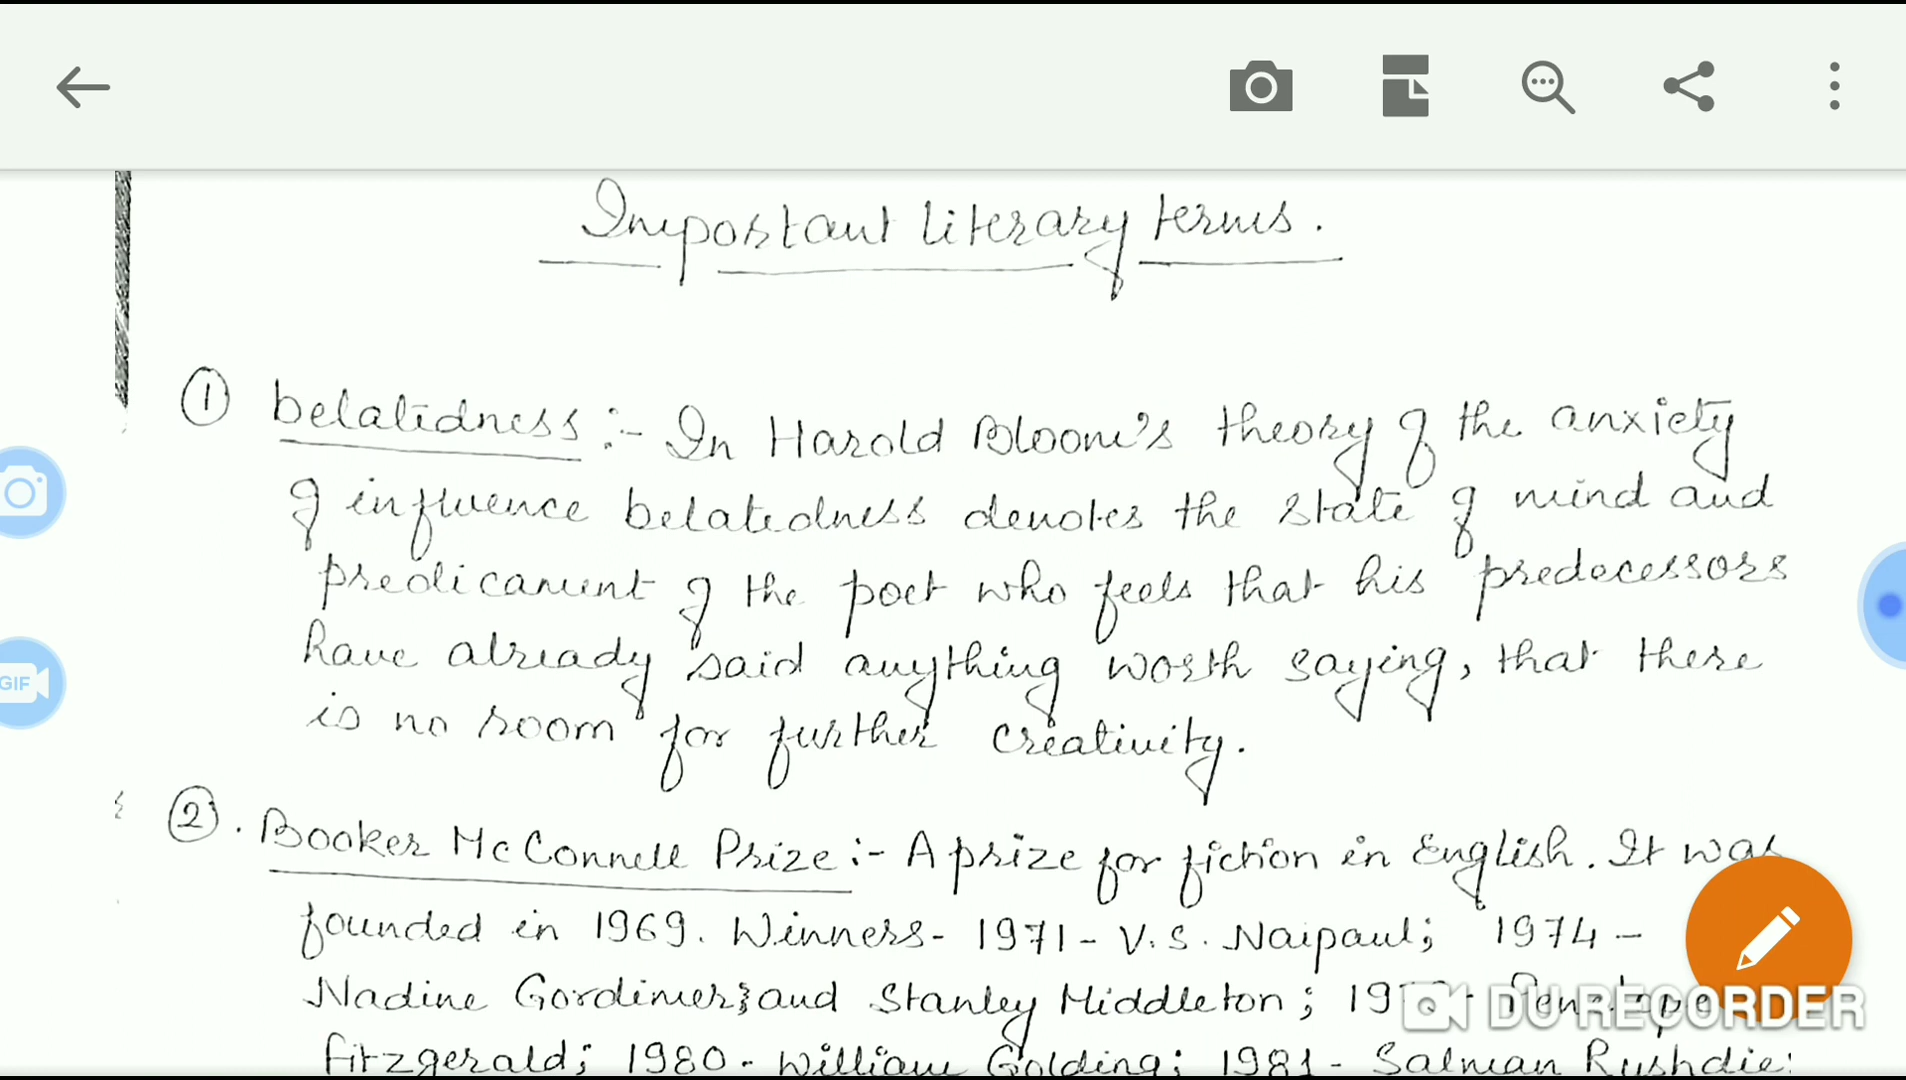 Important literary terms.
① belatedness :- In Harold Bloom's theory of the anxiety
of influence belatedness denotes the state of mind and
predicament of the poet who feels that his predecessors
have already said anything worth saying, that there
is no room for further creativity.
②. Booker McConnell Prize :- A prize for fiction in English. It was
founded in 1969. Winners - 1971 - V.S. Naipaul; 1974 -
Nadine Gordimer; and Stanley Middleton; Penelope
Fitzgerald; 1980 - William Golding; 1981 - Salman Rushdie;
GIF
DU RECORDER